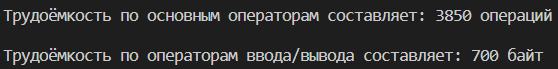 Трудоёмкость по основным операторам составляет: 3850 операций
Трудоёмкость по операторам ввода/вывода составляет: 700 байт